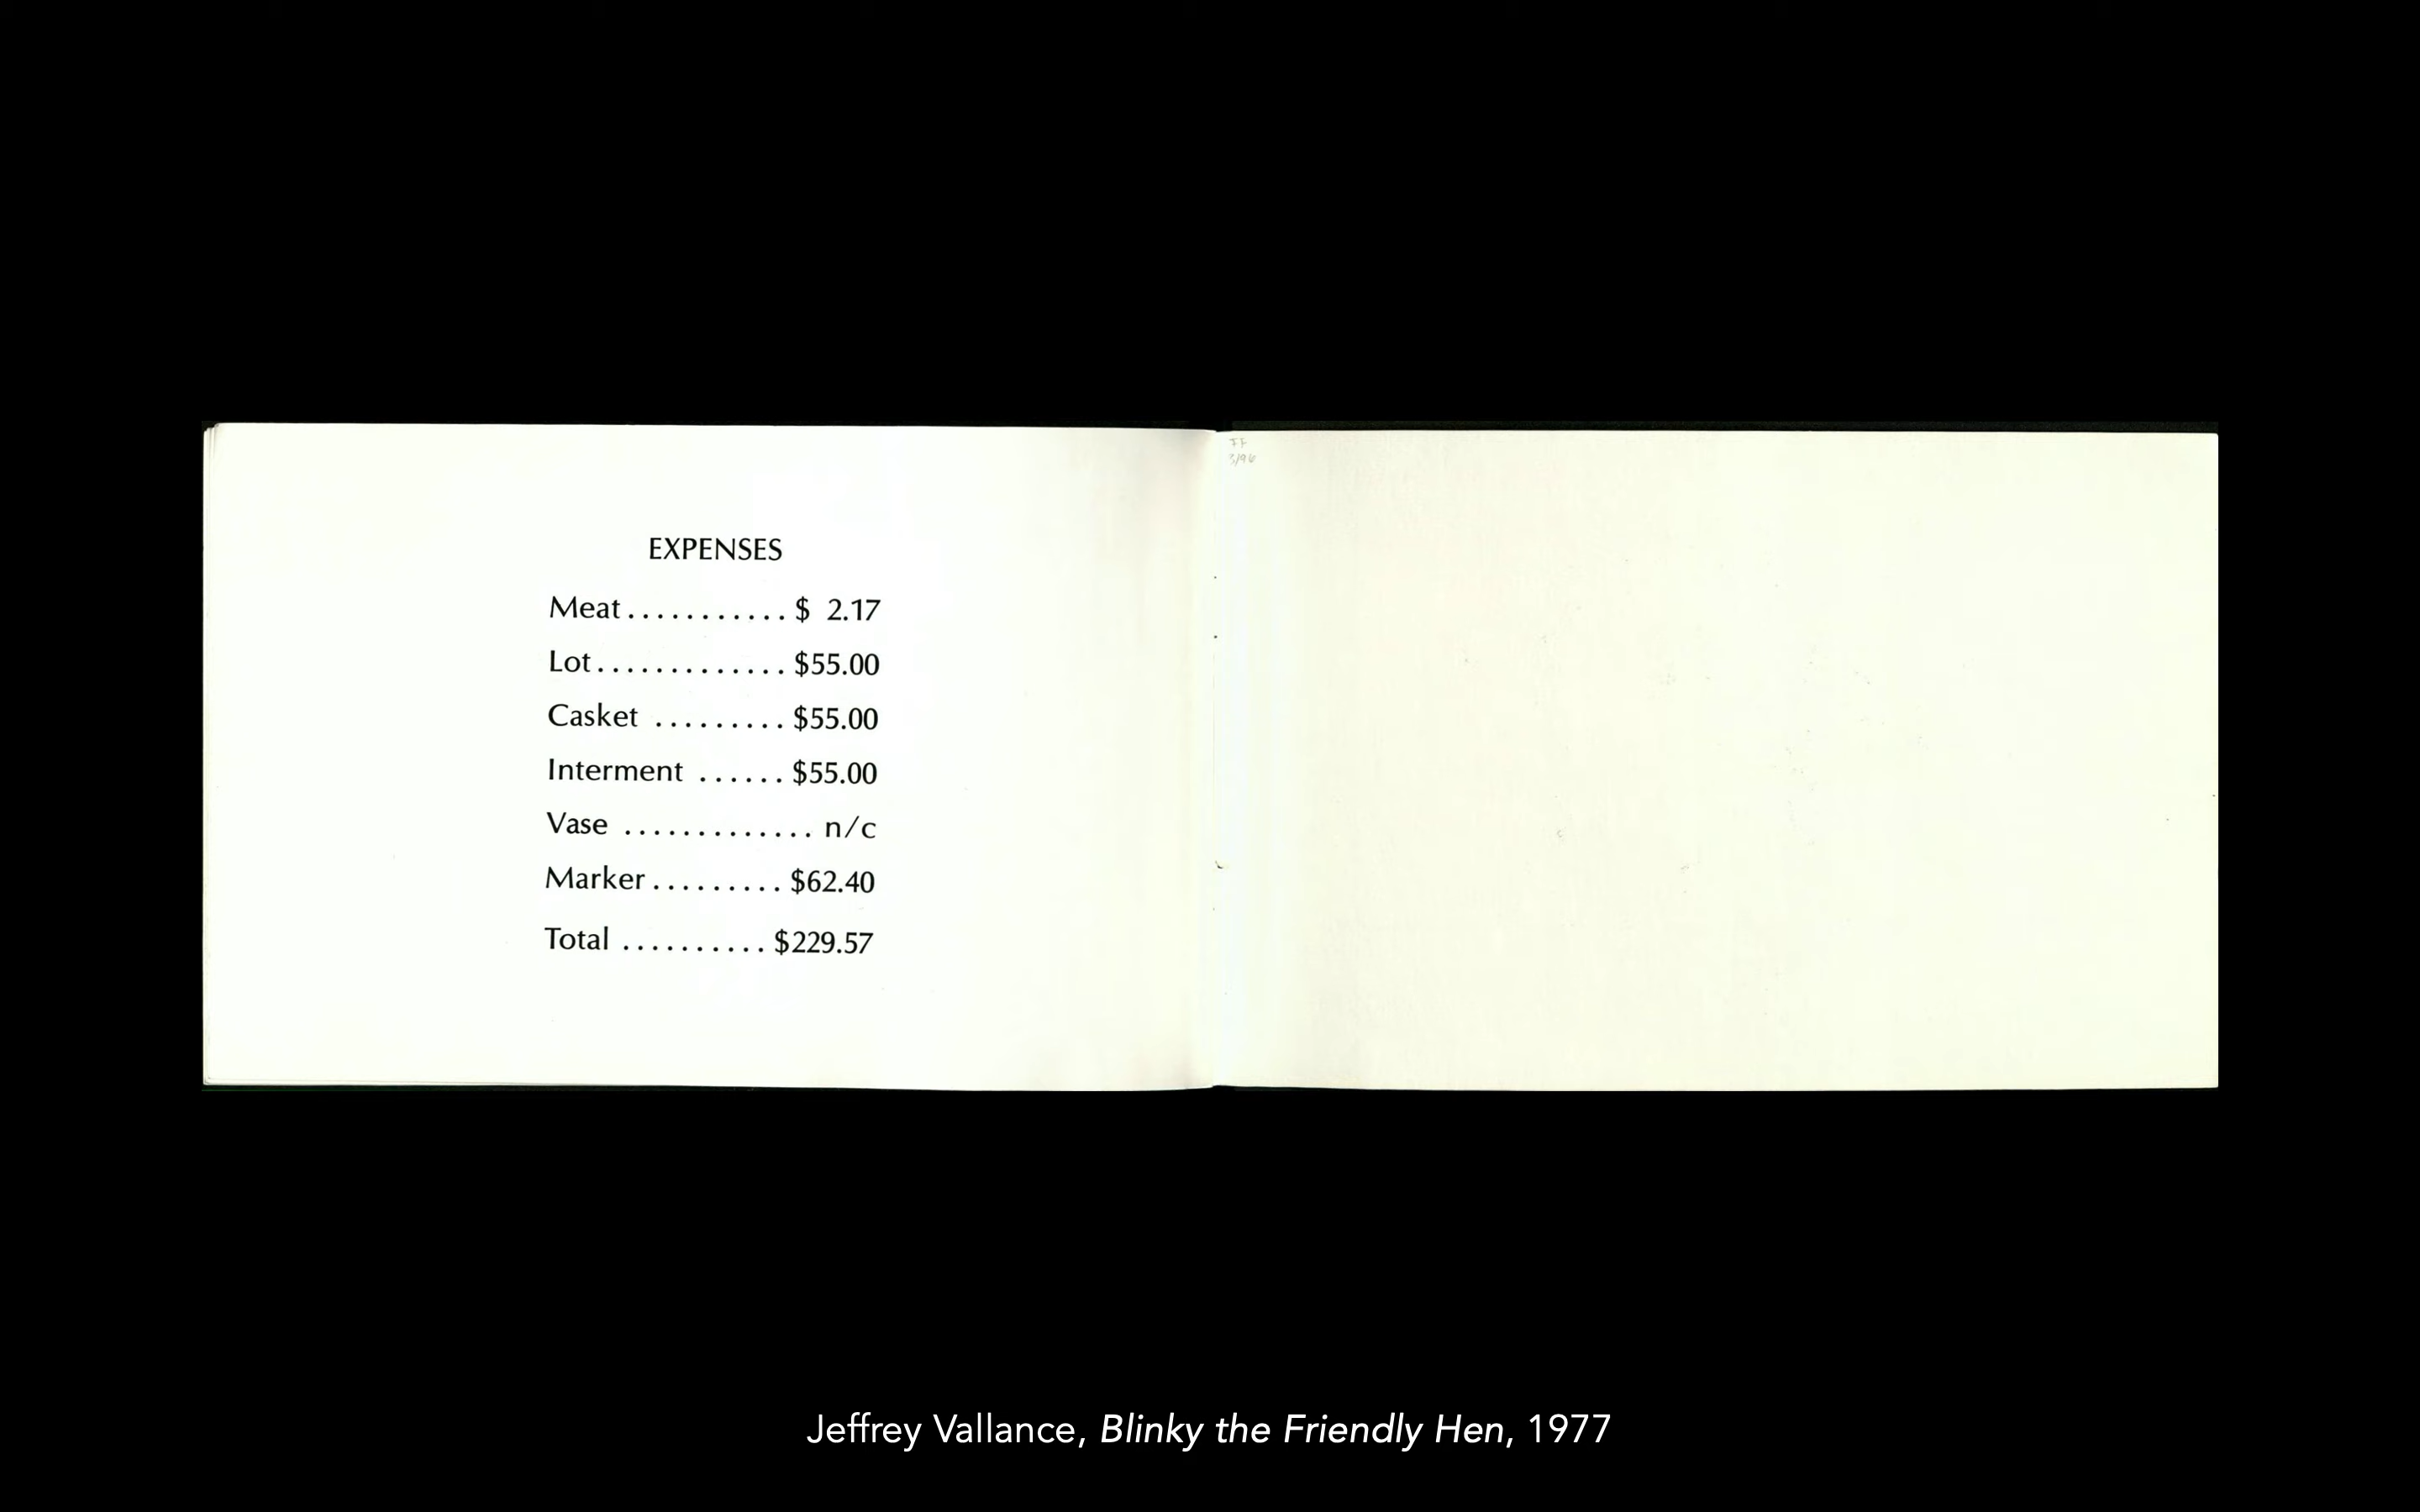 EXPENSES
Meat...........$ 2.17
Lot.............$55.00
Casket .........$55.00
Interment ......$55.00
Vase ............. n/c
Marker.........$62.40
Total ..........$229.57
Jeffrey Vallance, Blinky the Friendly Hen, 1977